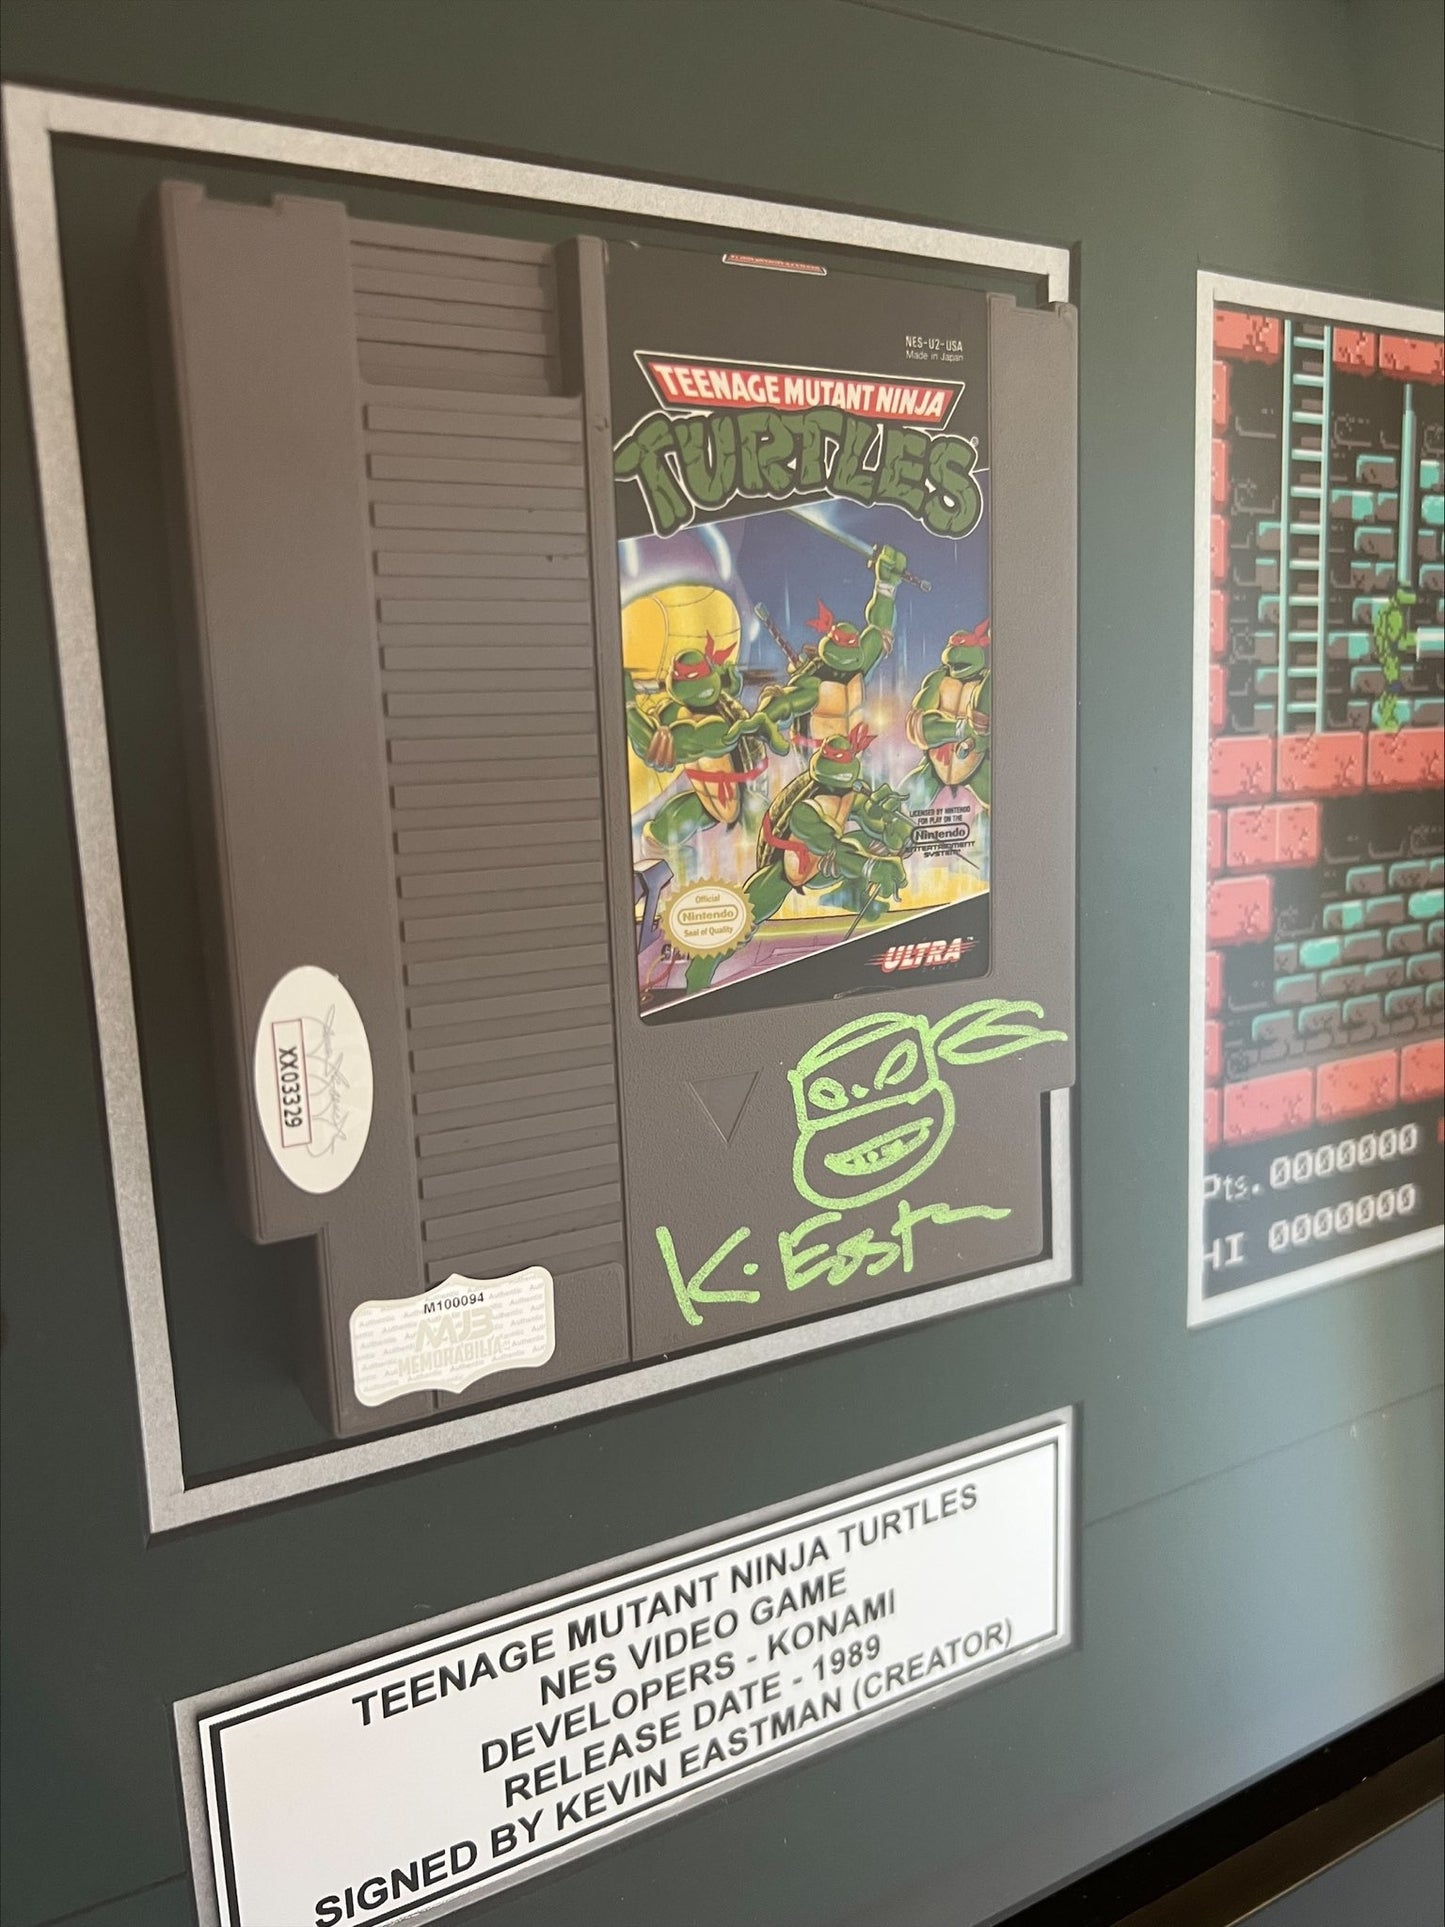 NES-U2-USA
Made in Japan
TEENAGE MUTANT NINJA
TURTLES
LICENSED BY NINTENDO
FOR PLAY ON THE
Nintendo
ENTERTAINMENT
SYSTEM
Official
Nintendo
Seal of Quality
ULTRA™
XX03329
K. East
M100094
MJB
MEMORABILIA
Pts. 0000000
HI 0000000
TEENAGE MUTANT NINJA TURTLES
NES VIDEO GAME
DEVELOPERS - KONAMI
RELEASE DATE - 1989
SIGNED BY KEVIN EASTMAN (CREATOR)